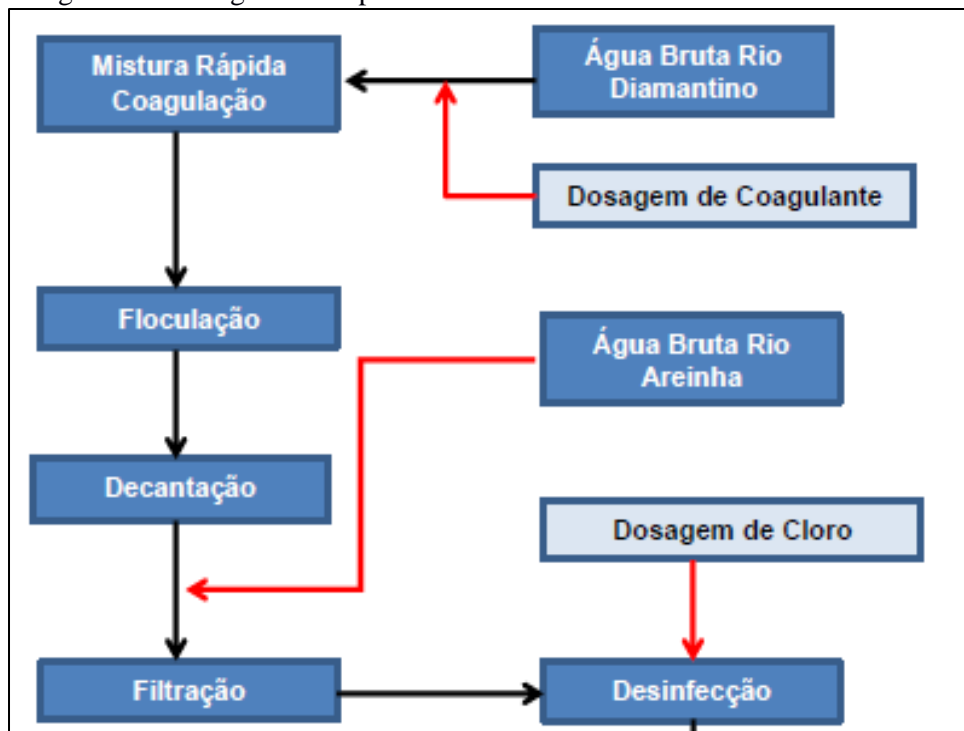 Mistura Rápida
Coagulação
Água Bruta Rio
Diamantino
Dosagem de Coagulante
Floculação
Água Bruta Rio
Areinha
Decantação
Dosagem de Cloro
Filtração
Desinfecção